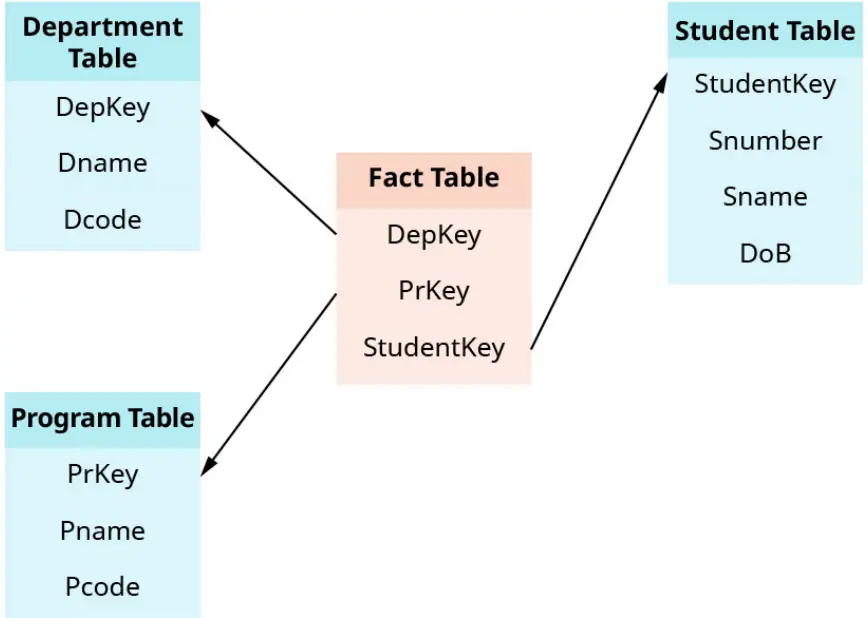 Department
Table
DepKey
Dname
Dcode
Fact Table
DepKey
PrKey
StudentKey
Student Table
StudentKey
Snumber
Sname
DoB
Program Table
PrKey
Pname
Pcode